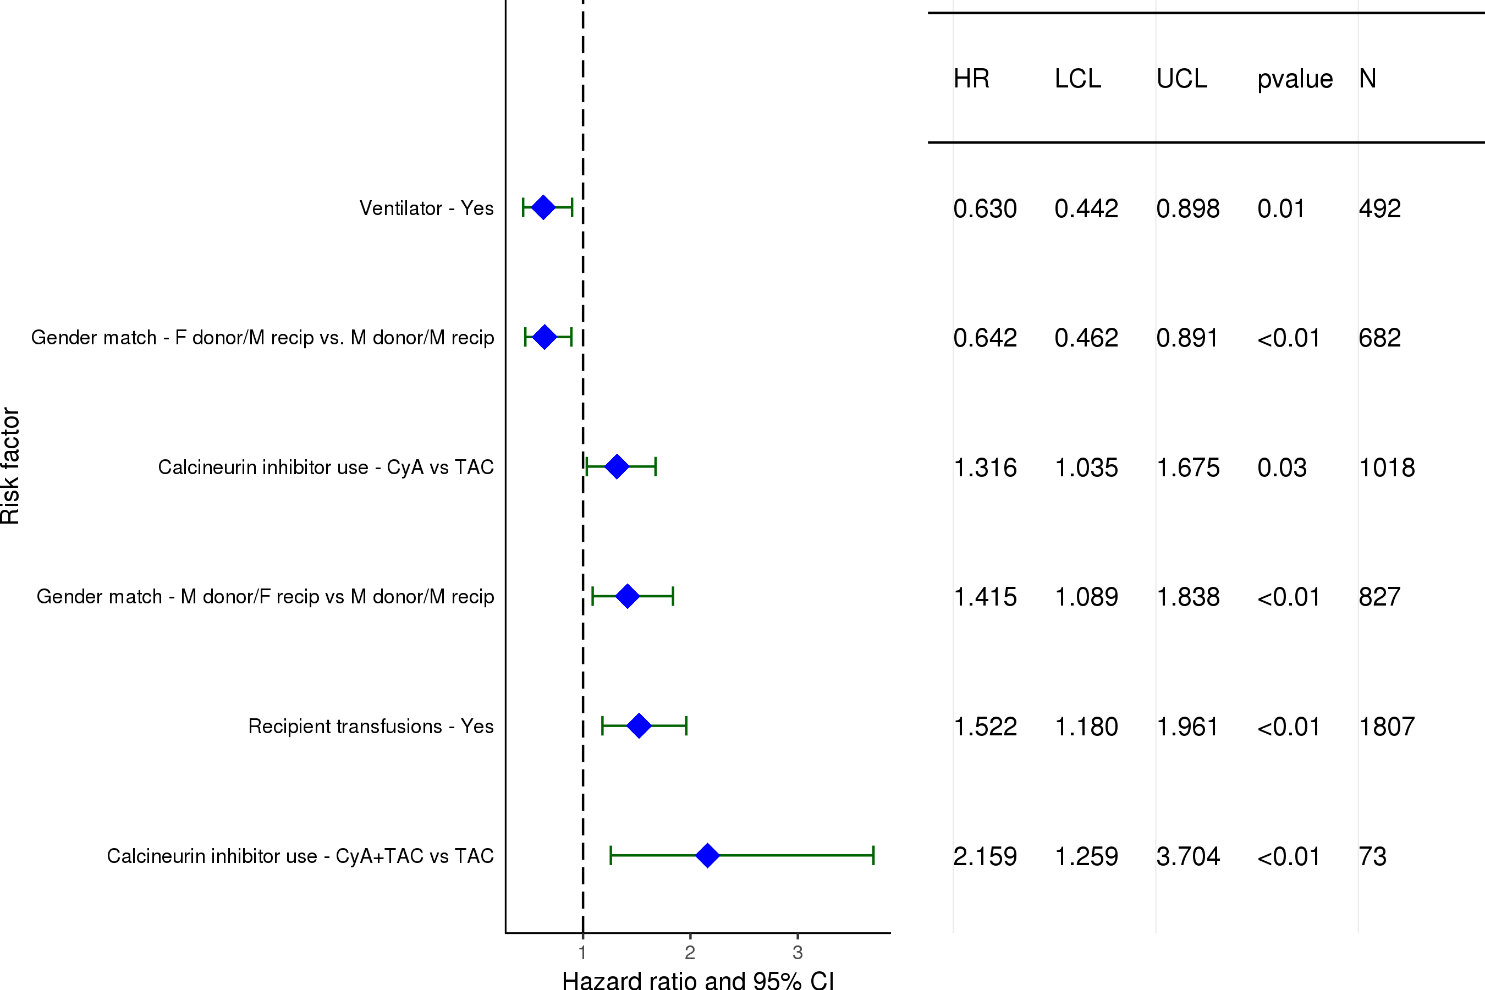 HR LCL UCL pvalue N
Ventilator - Yes 0.630 0.442 0.898 0.01 492
Gender match - F donor/M recip vs. M donor/M recip 0.642 0.462 0.891 <0.01 682
Calcineurin inhibitor use - CyA vs TAC 1.316 1.035 1.675 0.03 1018
Gender match - M donor/F recip vs M donor/M recip 1.415 1.089 1.838 <0.01 827
Recipient transfusions - Yes 1.522 1.180 1.961 <0.01 1807
Calcineurin inhibitor use - CyA+TAC vs TAC 2.159 1.259 3.704 <0.01 73
Risk factor
1 2 3
Hazard ratio and 95% CI